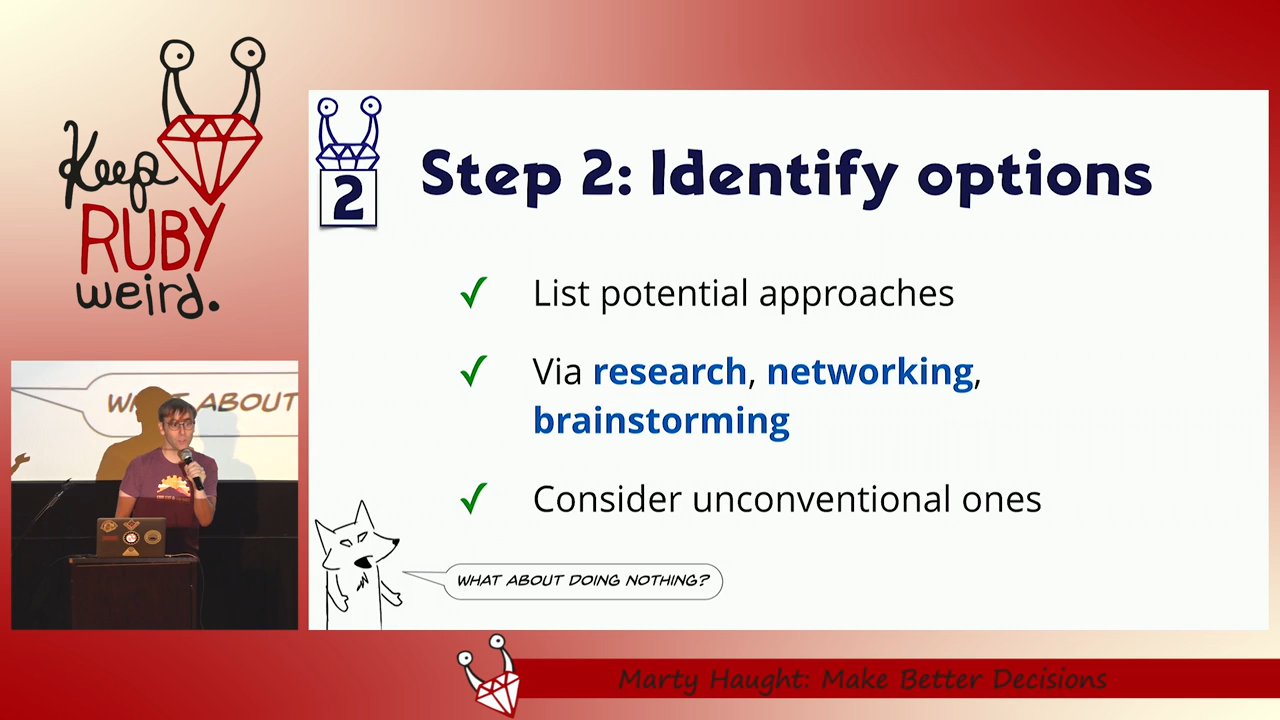 Keep
RUBY
weird.
WHAT ABOUT
2
Step 2: Identify options
✓ List potential approaches
✓ Via research, networking,
brainstorming
✓ Consider unconventional ones
WHAT ABOUT DOING NOTHING?
Marty Haught: Make Better Decisions